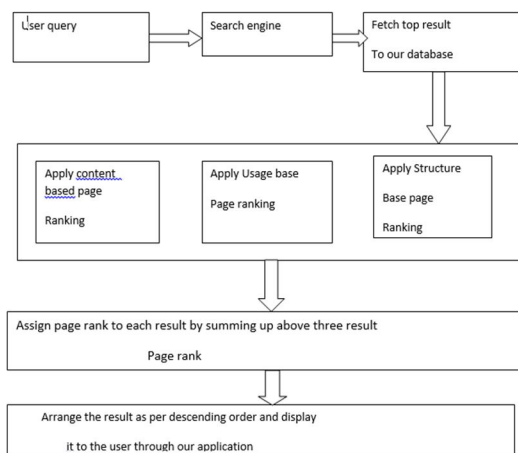 User query
Search engine
Fetch top result
To our database
Apply content
based page
Ranking
Apply Usage base
Page ranking
Apply Structure
Base page
Ranking
Assign page rank to each result by summing up above three result
Page rank
Arrange the result as per descending order and display
it to the user through our application